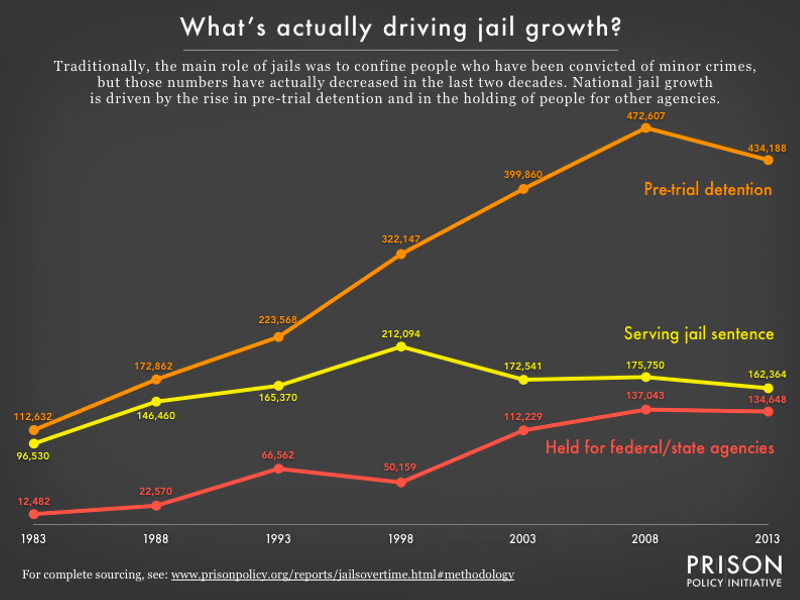 What's actually driving jail growth?
Traditionally, the main role of jails was to confine people who have been convicted of minor crimes,
but those numbers have actually decreased in the last two decades. National jail growth
is driven by the rise in pre-trial detention and in the holding of people for other agencies.
472,607
434,188
399,860
Pre-trial detention
322,147
223,568
212,094
Serving jail sentence
172,862
172,541
175,750
162,364
165,370
146,460
137,043
134,648
112,632
112,229
96,530
Held for federal/state agencies
66,562
50,159
22,570
12,482
1983 1988 1993 1998 2003 2008 2013
For complete sourcing, see: www.prisonpolicy.org/reports/jailsovertime.html#methodology
PRISON
POLICY INITIATIVE